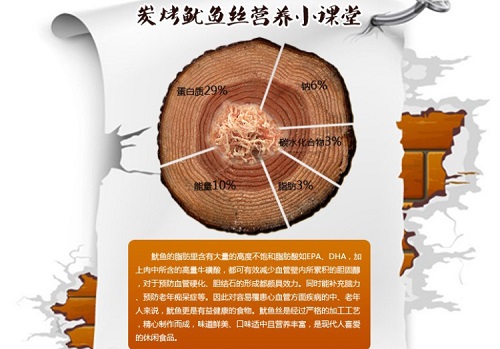 炭烤鱿鱼丝营养小课堂
蛋白质29%
钠6%
碳水化合物3%
能量10%
脂肪3%
鱿鱼的脂肪里含有大量的高度不饱和脂肪酸如EPA、DHA，加
上肉中所含的高量牛磺酸，都可有效减少血管壁内所累积的胆固醇
，对于预防血管硬化、胆结石的形成都颇具效力。同时能补充脑力
、预防老年痴呆症等。因此对容易罹患心血管方面疾病的中、老年
人来说，鱿鱼更是有益健康的食物。鱿鱼丝是经过严格的加工工艺
，精心制作而成，味道鲜美、口味适中且营养丰富，是现代人喜爱
的休闲食品。